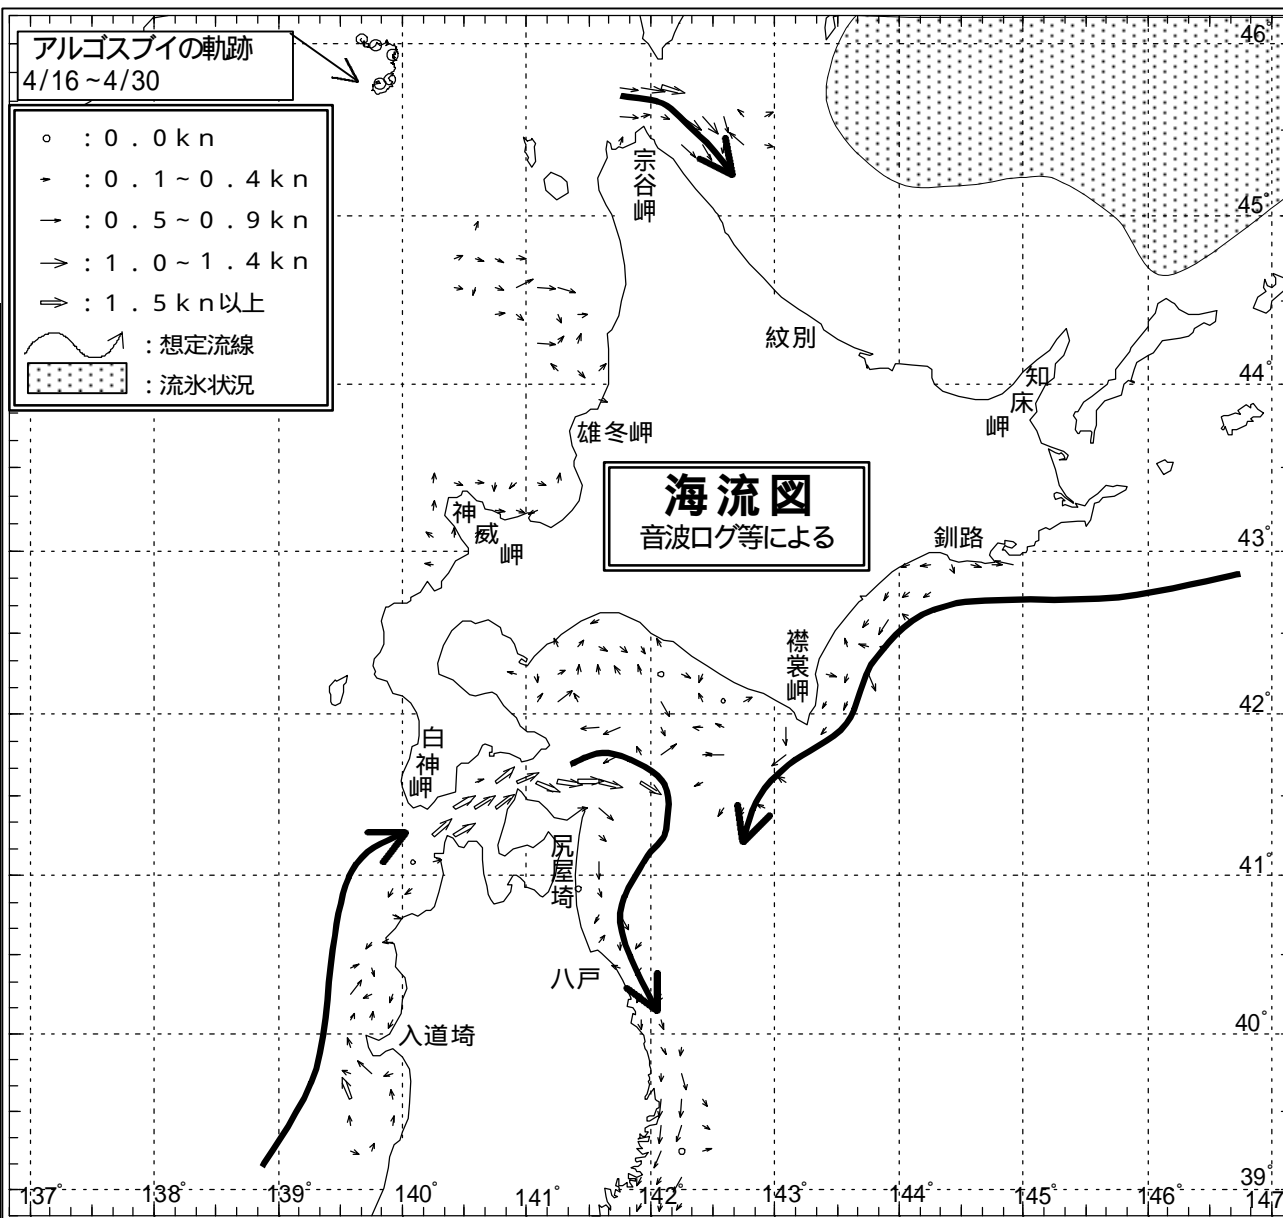 アルゴスブイの軌跡
4/16~4/30
:0.0kn
:0.1~0.4kn
:0.5~0.9kn
:1.0~1.4kn
:1.5kn以上
:想定流線
:流氷状況
46°
宗谷岬
45°
紋別
44°
知床岬
雄冬岬
海流図
音波ログ等による
神威岬
釧路
43°
襟裳岬
42°
白神岬
尻屋埼
41°
八戸
入道埼
40°
39°
137°
138°
139°
140°
141°
142°
143°
144°
145°
146°
147°